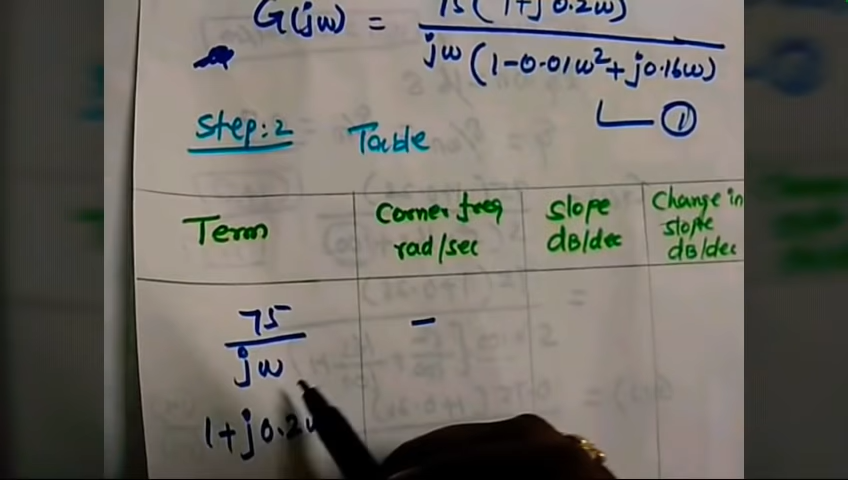 G(jω) = 75(1+j0.2ω)
jω(1-0.01ω²+j0.16ω)
①
Step:2 Table
Term Corner freq rad/sec Slope dB/dec Change in slope dB/dec
75 -
jω
1+j0.2ω